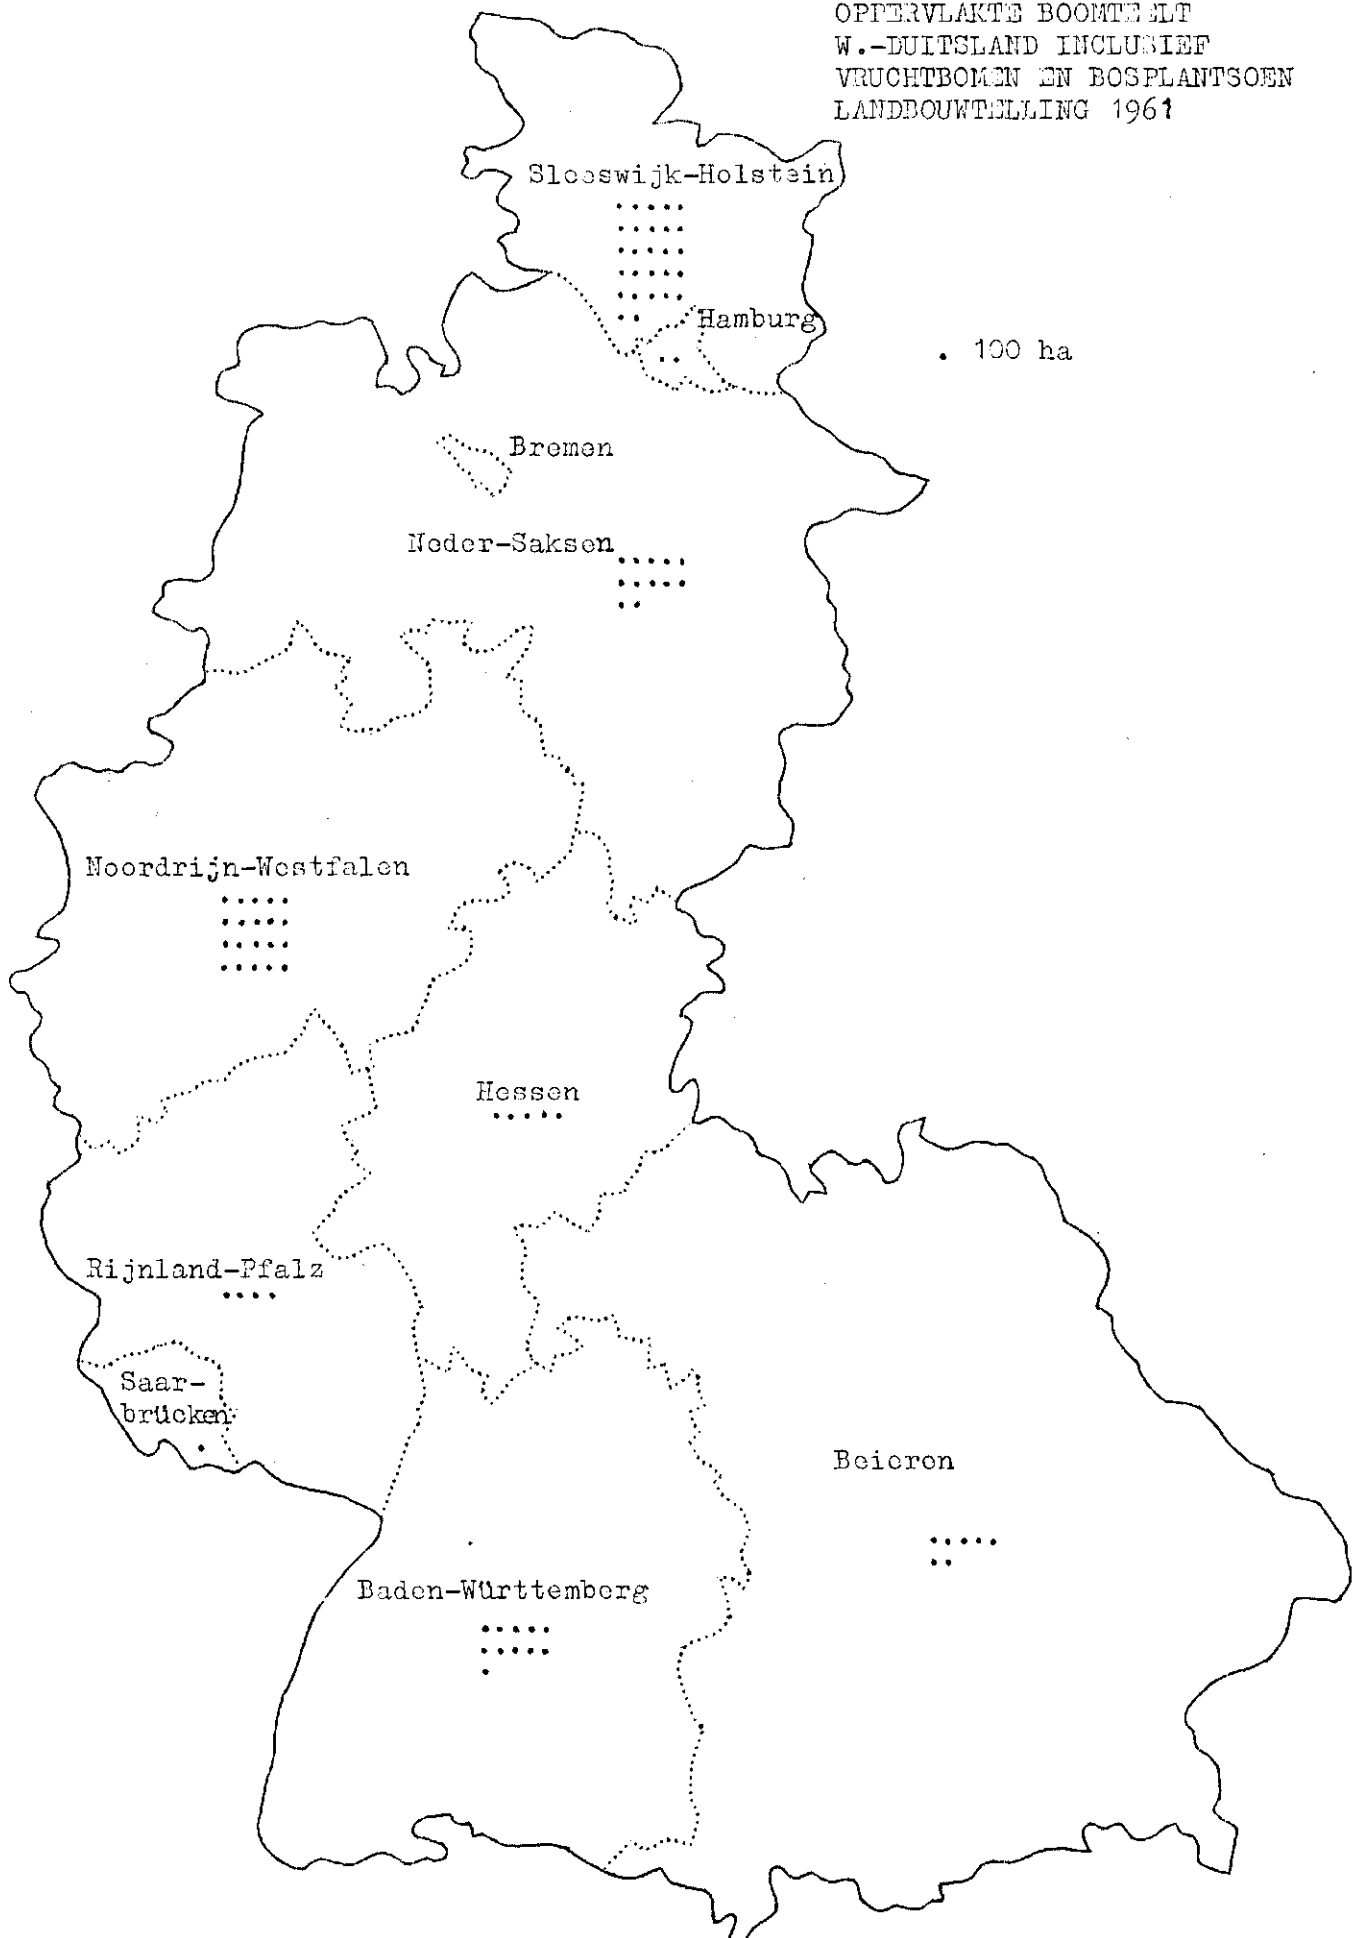 OPPERVLAKTE BOOMTEELT
W.-DUITSLAND INCLUSIEF
VRUCHTBOMEN EN BOSPLANTSOEN
LANDBOUWTELLING 1961
Sleeswijk-Holstein
Hamburg
. 100 ha
Bremen
Neder-Saksen
Noordrijn-Westfalen
Hessen
Rijnland-Pfalz
Saar-
brücken
Beieren
Baden-Württemberg